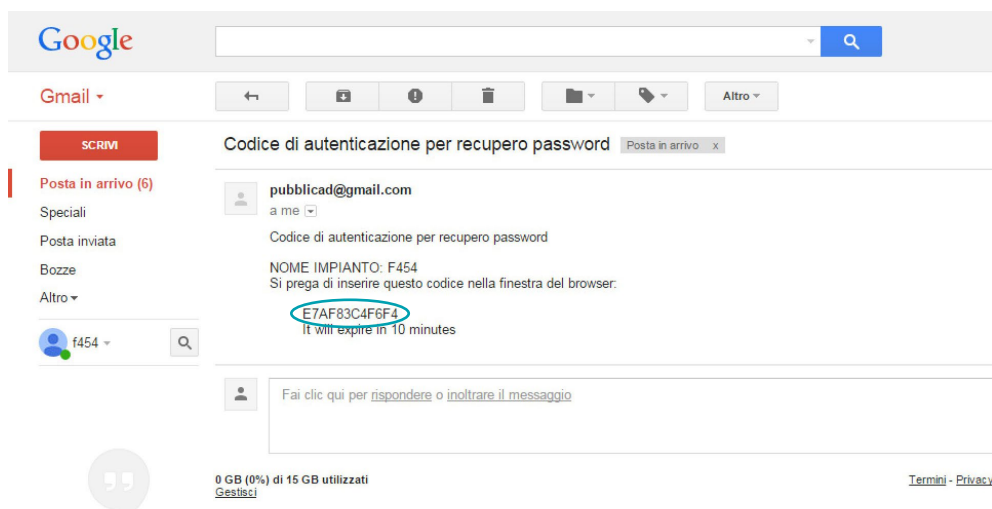 Google
Gmail
Altro
SCRIVI
Codice di autenticazione per recupero password Posta in arrivo x
Posta in arrivo (6)
Speciali
Posta inviata
Bozze
Altro
f454
pubblicad@gmail.com
a me
Codice di autenticazione per recupero password
NOME IMPIANTO: F454
Si prega di inserire questo codice nella finestra del browser:
E7AF83C4F6F4
It will expire in 10 minutes
Fai clic qui per rispondere o inoltrare il messaggio
0 GB (0%) di 15 GB utilizzati
Gestisci
Termini - Privacy